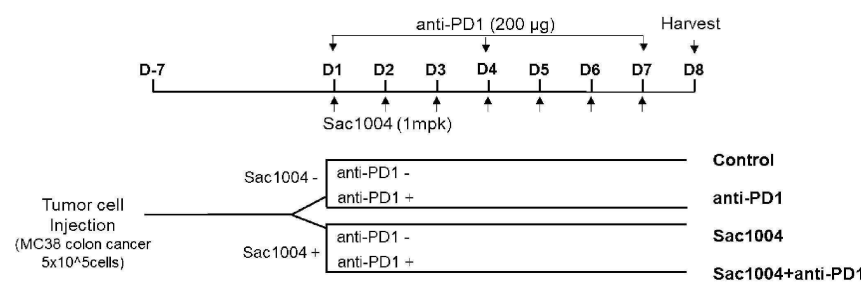 anti-PD1 (200 µg)
Harvest
D-7 D1 D2 D3 D4 D5 D6 D7 D8
Sac1004 (1mpk)
Control
Sac1004 - anti-PD1 -
anti-PD1 + anti-PD1
Tumor cell
Injection
(MC38 colon cancer
5x10^5cells)
Sac1004
Sac1004 + anti-PD1 -
anti-PD1 +
Sac1004+anti-PD1